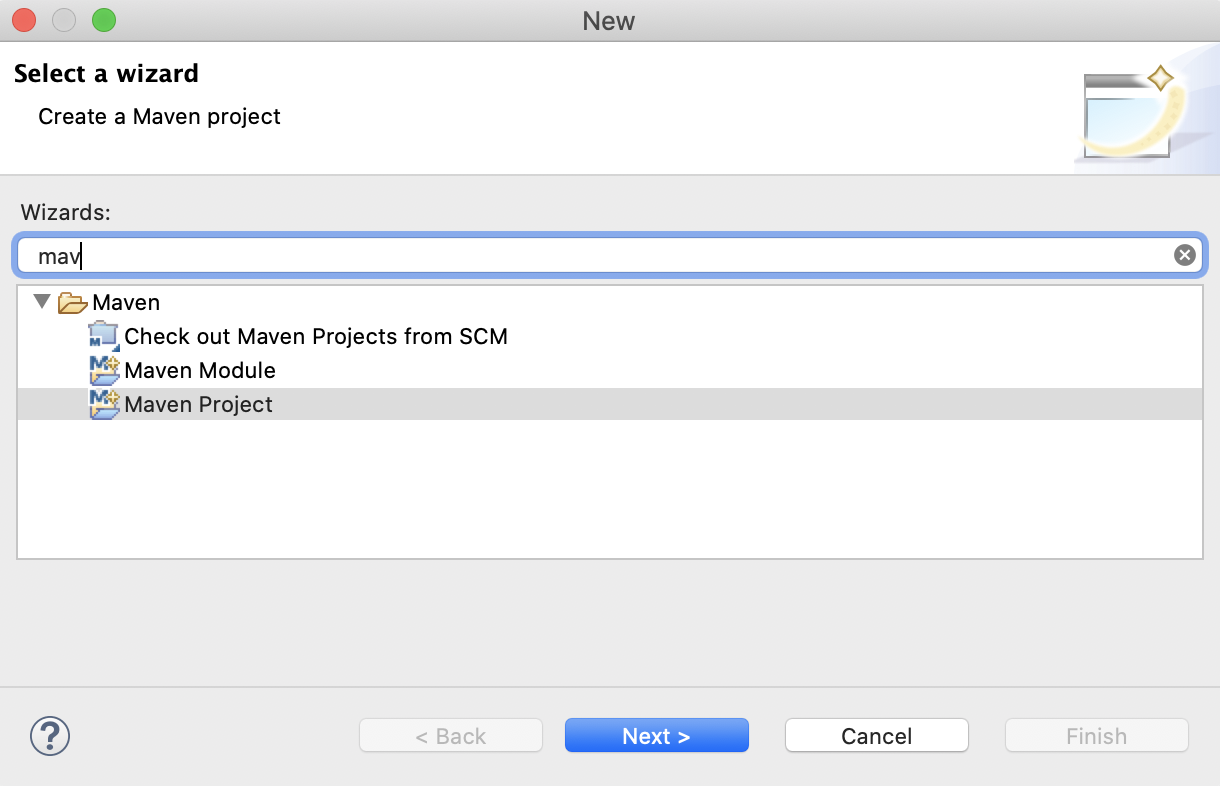 New
Select a wizard
Create a Maven project
Wizards:
mav
Maven
Check out Maven Projects from SCM
Maven Module
Maven Project
? < Back Next > Cancel Finish